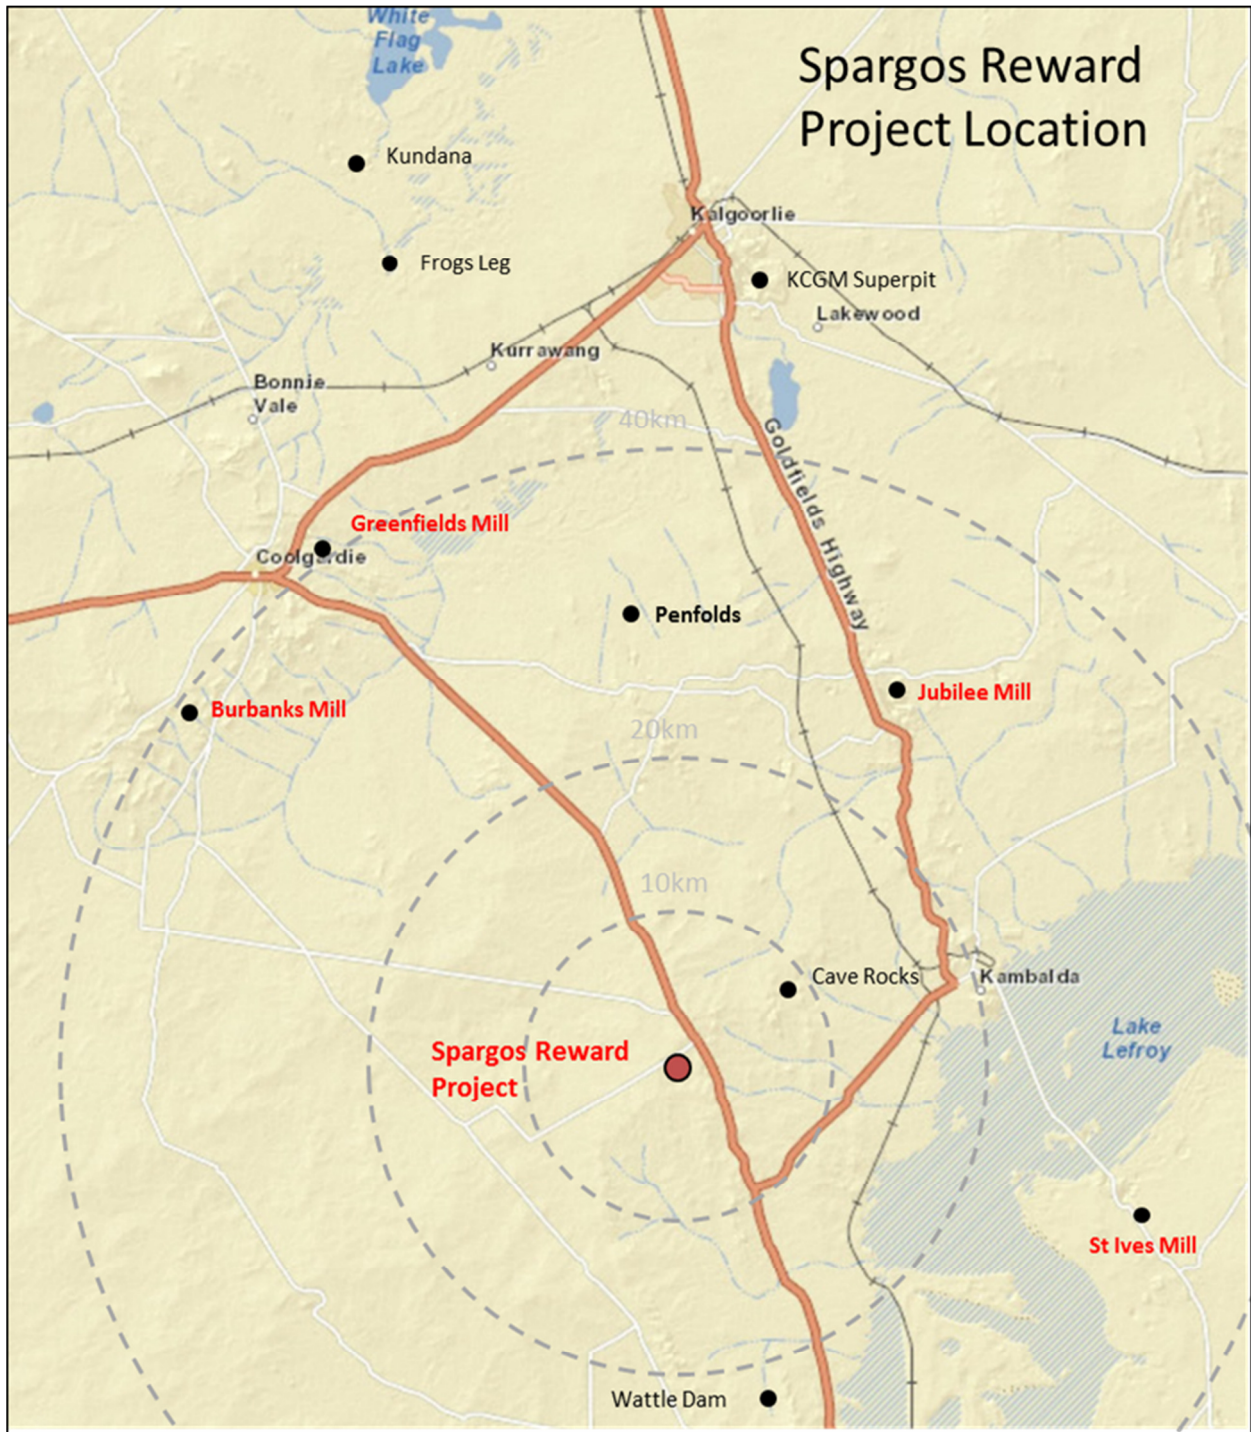 White
Flag
Lake
Spargos Reward
Project Location
Kundana
Kalgoorlie
Frogs Leg
KCGM Superpit
Lakewood
Kurrawang
Bonnie
Vale
40km
Goldfields Highway
Greenfields Mill
Coolgardie
Penfolds
Jubilee Mill
Burbanks Mill
20km
10km
Cave Rocks
Kambalda
Lake
Lefroy
Spargos Reward
Project
St Ives Mill
Wattle Dam